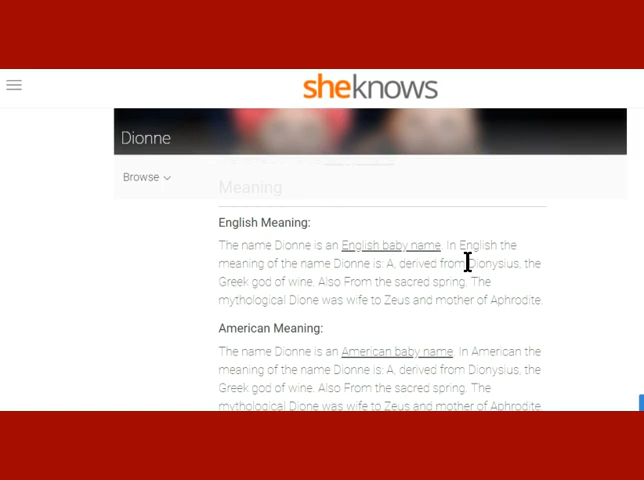 sheknows
Dionne
Browse
Meaning
English Meaning:
The name Dionne is an English baby name. In English the
meaning of the name Dionne is: A, derived from Dionysius, the
Greek god of wine. Also From the sacred spring. The
mythological Dione was wife to Zeus and mother of Aphrodite.
American Meaning:
The name Dionne is an American baby name. In American the
meaning of the name Dionne is: A, derived from Dionysius, the
Greek god of wine. Also From the sacred spring. The
mythological Dione was wife to Zeus and mother of Aphrodite.